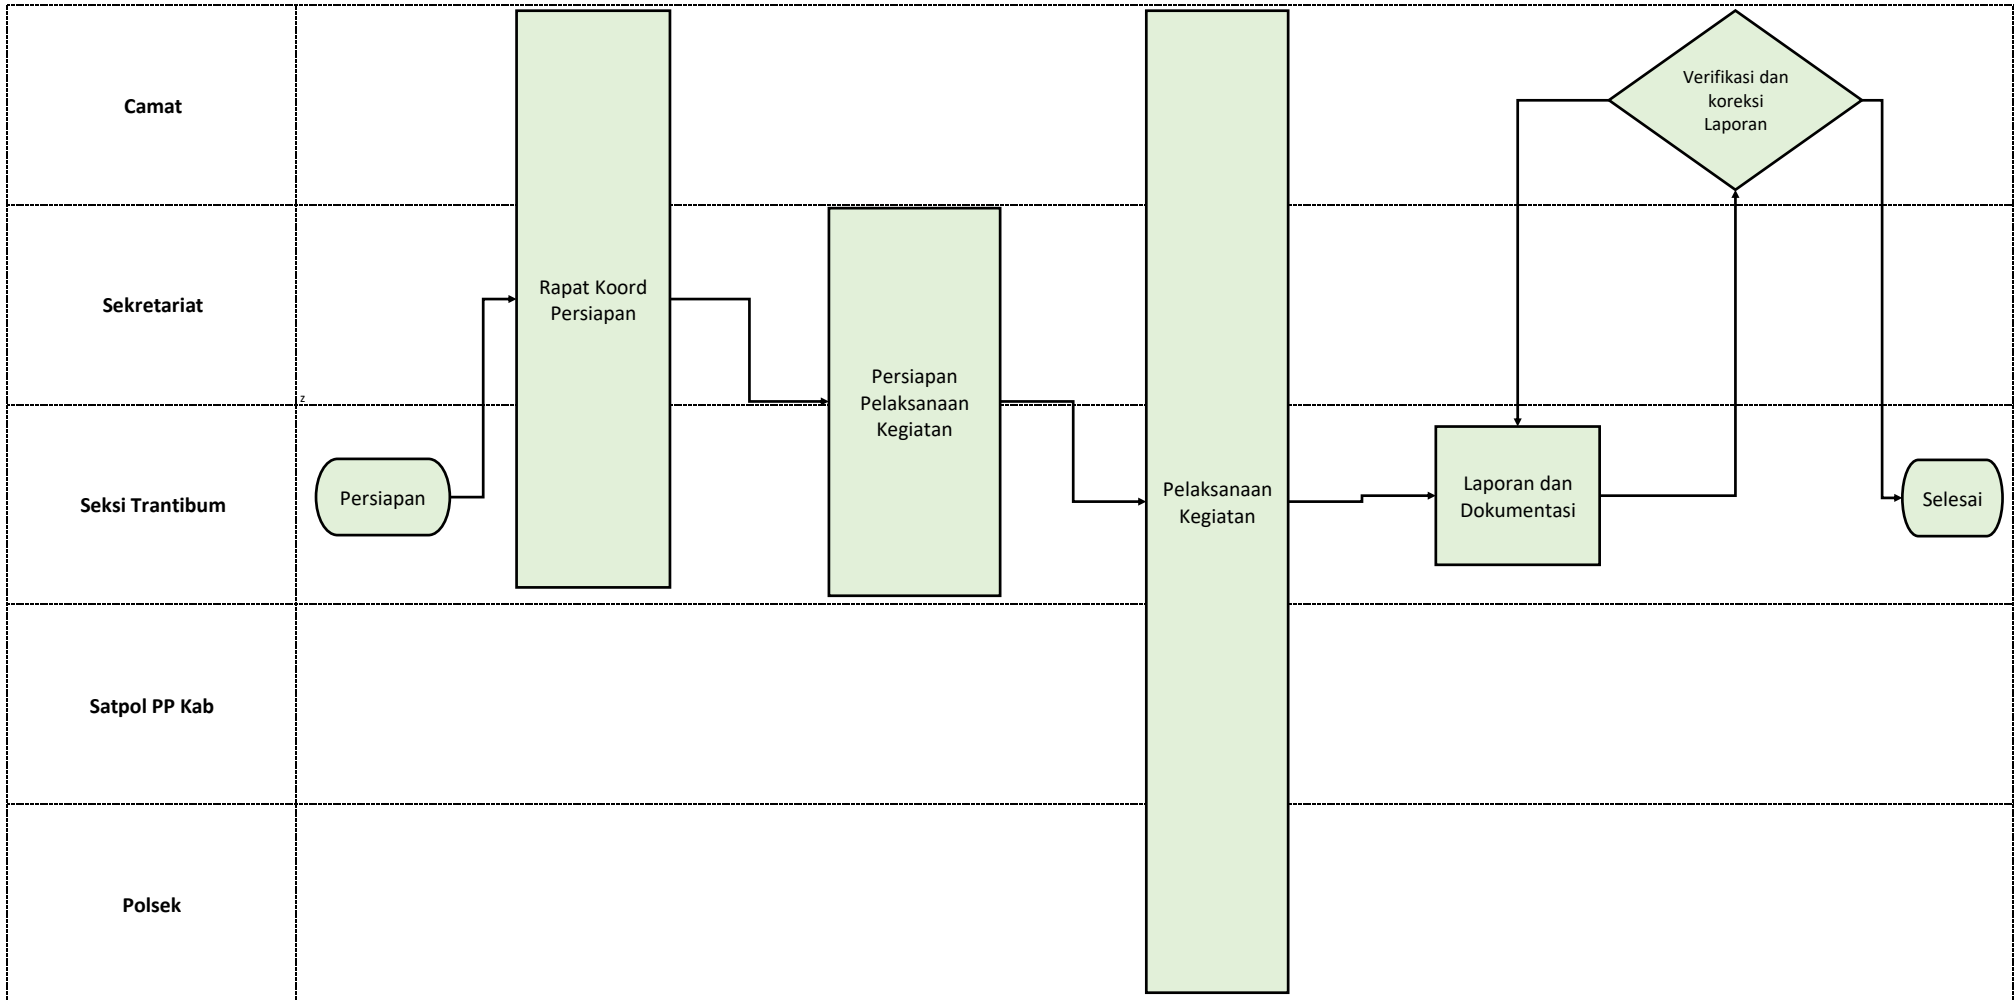 Camat
Verifikasi dan
koreksi
Laporan
Sekretariat
Rapat Koord
Persiapan
Persiapan
Pelaksanaan
Kegiatan
z
Seksi Trantibum
Persiapan
Pelaksanaan
Kegiatan
Laporan dan
Dokumentasi
Selesai
Satpol PP Kab
Polsek